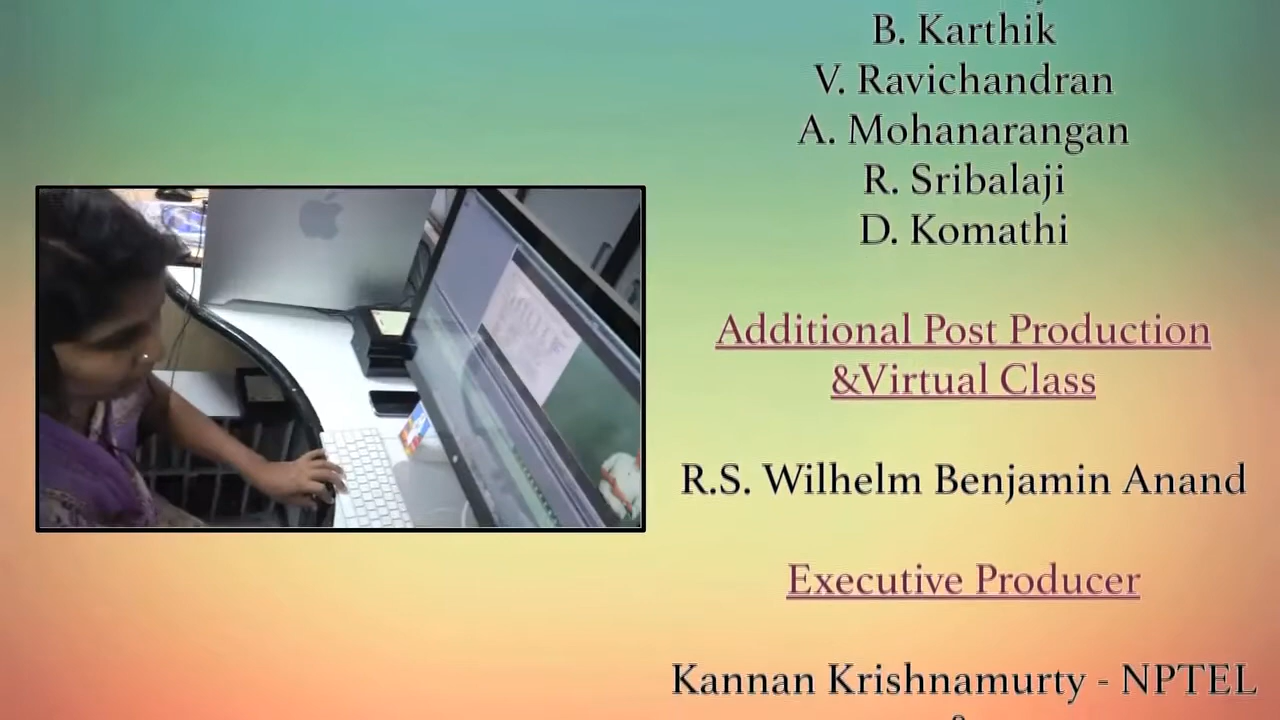 B. Karthik
V. Ravichandran
A. Mohanarangan
R. Sribalaji
D. Komathi
Additional Post Production
&Virtual Class
R.S. Wilhelm Benjamin Anand
Executive Producer
Kannan Krishnamurty - NPTEL